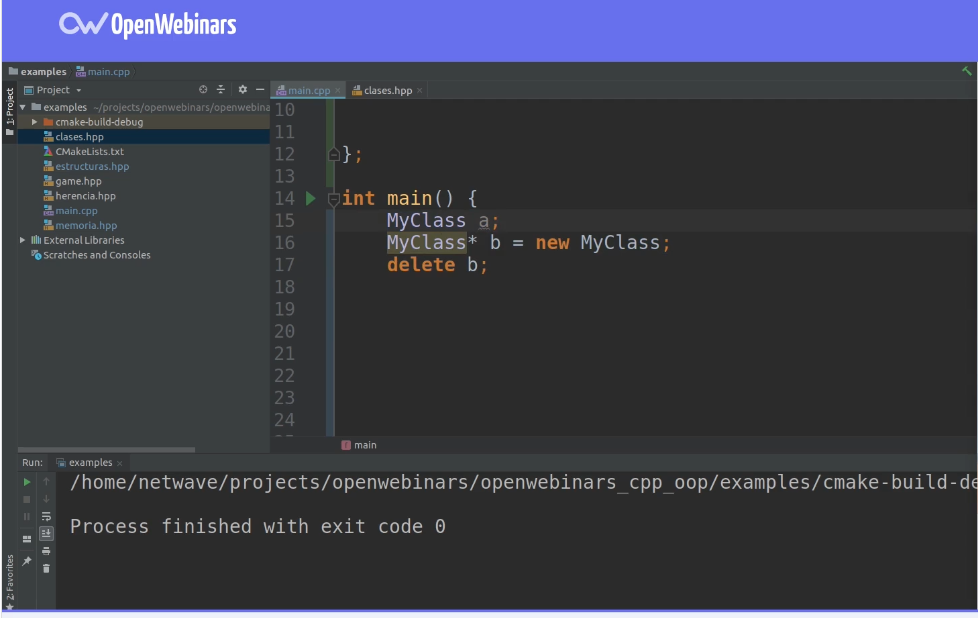 OpenWebinars
examples main.cpp
1: Project
Project
main.cpp clases.hpp
examples ~/projects/openwebinars/openwebina
cmake-build-debug
clases.hpp
CMakeLists.txt
estructuras.hpp
game.hpp
herencia.hpp
main.cpp
memoria.hpp
External Libraries
Scratches and Consoles
10
11
12 };
13
14 int main() {
15 MyClass a;
16 MyClass* b = new MyClass;
17 delete b;
18
19
20
21
22
23
24
f main
Run: examples
/home/netwave/projects/openwebinars/openwebinars_cpp_oop/examples/cmake-build-de
Process finished with exit code 0
2: Favorites